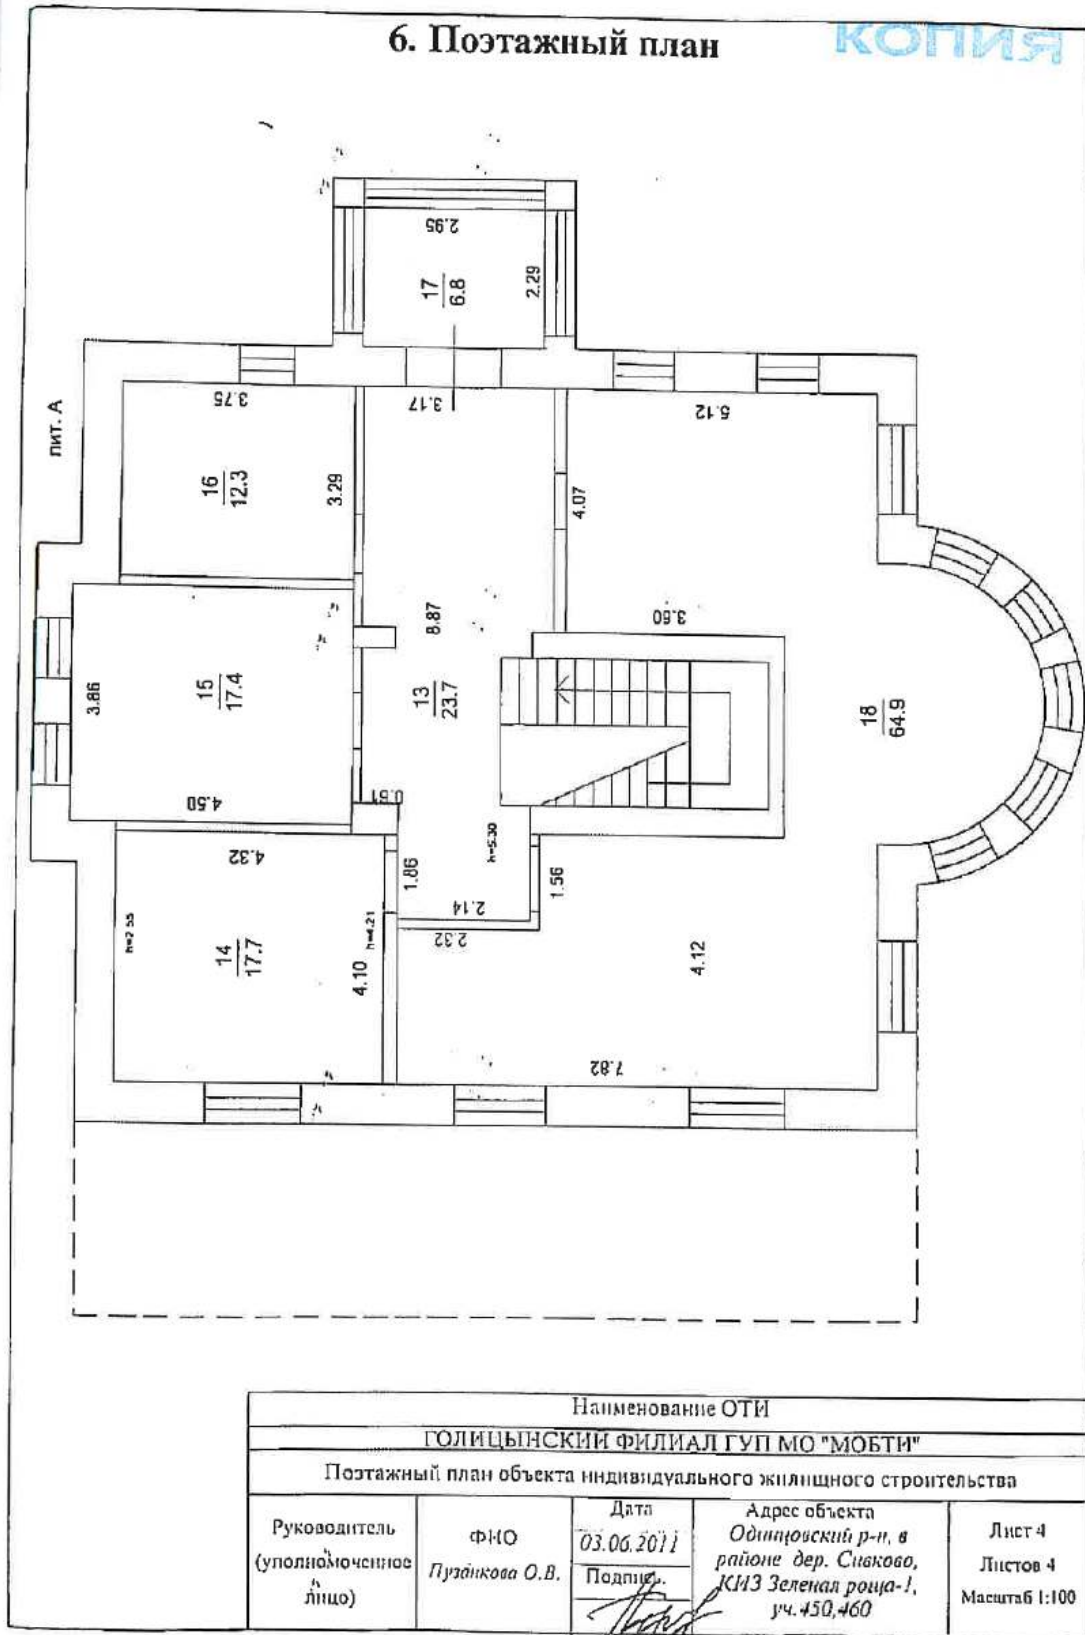 6. Поэтажный план
КОПИЯ
лит. А
2.95
17
6.8
2.29
3.75
16
12.3
3.29
3.17
5.12
4.07
3.86
15
17.4
4.50
8.87
13
23.7
3.60
0.61
18
64.9
4.32
h=2.55
14
17.7
4.10
h=4.21
1.86
h=5.30
2.14
2.32
1.56
4.12
7.82
Наименование ОТИ
ГОЛИЦЫНСКИЙ ФИЛИАЛ ГУП МО "МОБТИ"
Поэтажный план объекта индивидуального жилищного строительства
Руководитель
(уполномоченное
лицо)
ФИО
Пузанкова О.В.
Дата
03.06.2011
Подпись.
Адрес объекта
Одинцовский р-н, в
районе дер. Сивково,
КИЗ Зеленая роща-1,
уч.450,460
Лист 4
Листов 4
Масштаб 1:100